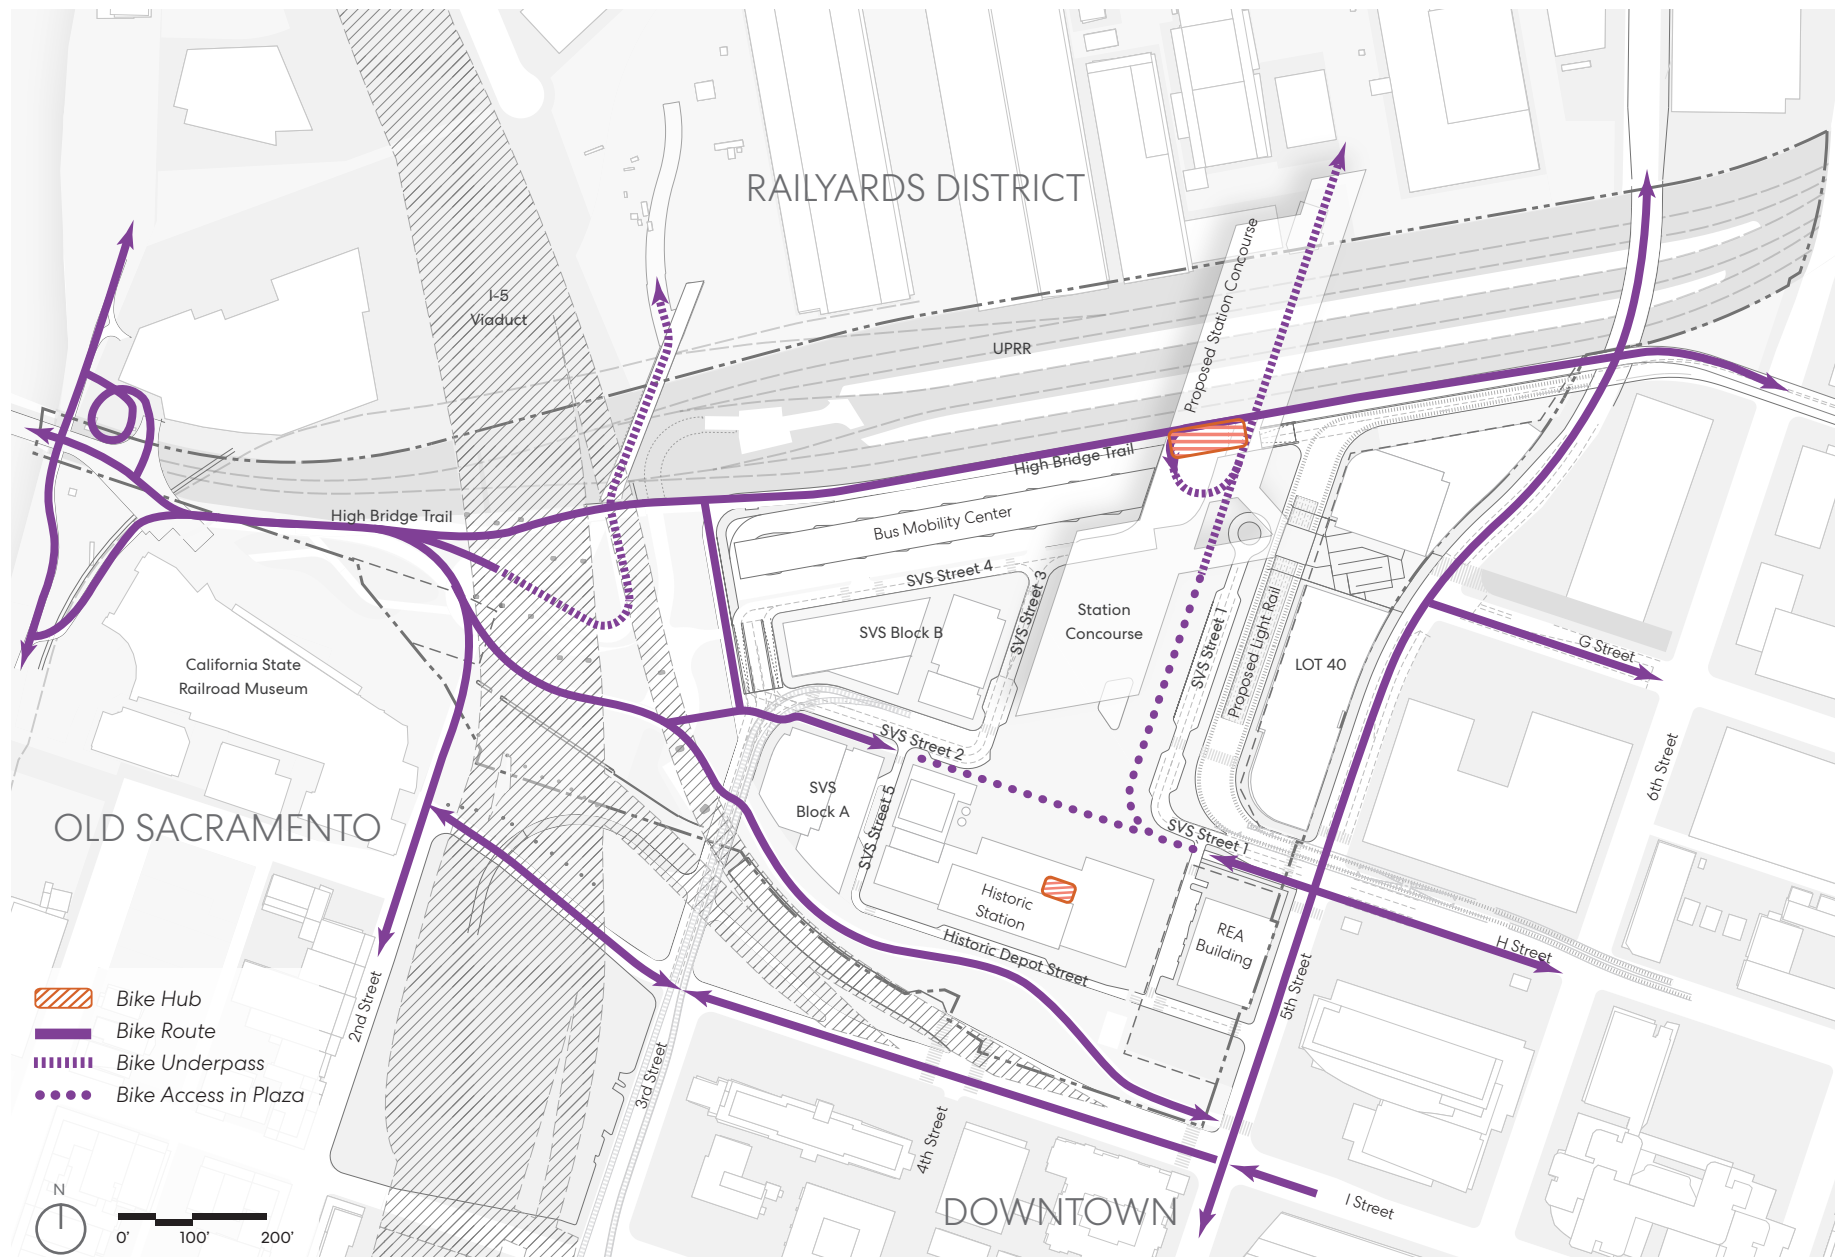 RAILYARDS DISTRICT
I-5
Viaduct
UPRR
Proposed Station Concourse
High Bridge Trail
High Bridge Trail
Bus Mobility Center
SVS Street 4
SVS Street 3
Station
Concourse
SVS Street 1
Proposed Light Rail
LOT 40
G Street
SVS Block B
California State
Railroad Museum
SVS Street 2
6th Street
SVS
Block A
SVS Street 5
SVS Street 1
OLD SACRAMENTO
Historic
Station
REA
Building
H Street
Historic Depot Street
2nd Street
5th Street
Bike Hub
Bike Route
Bike Underpass
Bike Access in Plaza
3rd Street
4th Street
DOWNTOWN
I Street
N
0'
100'
200'